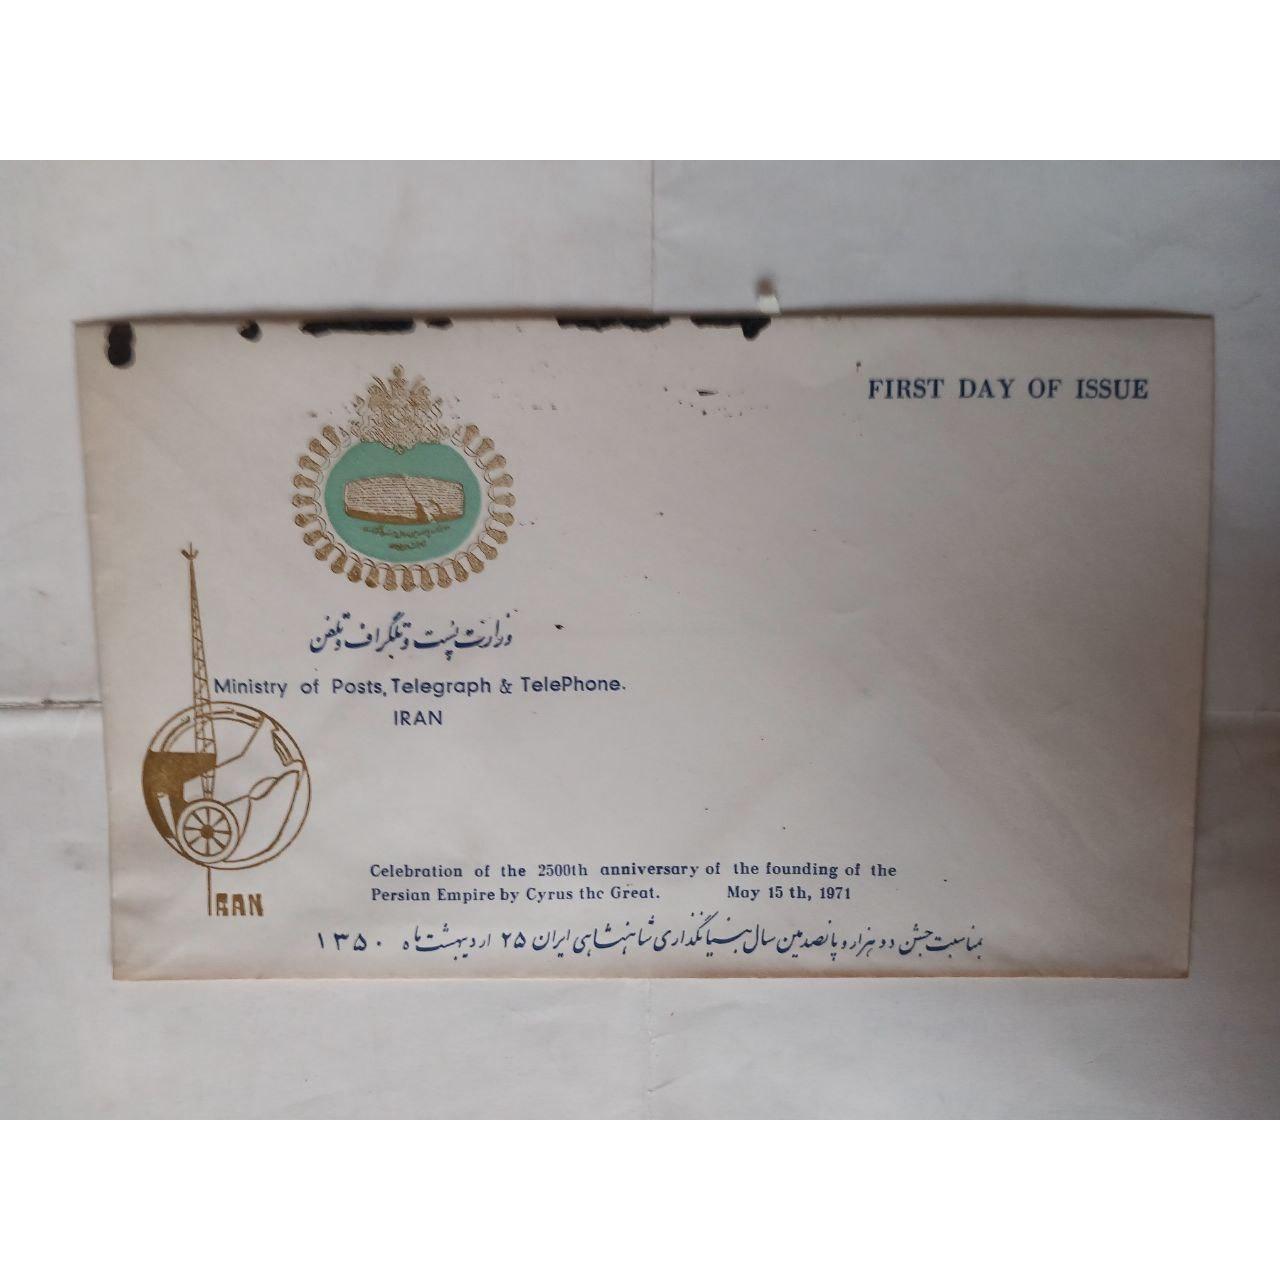 FIRST DAY OF ISSUE
وزارت پست و تلگراف و تلفن
Ministry of Posts, Telegraph & TelePhone.
IRAN
IRAN
Celebration of the 2500th anniversary of the founding of the
Persian Empire by Cyrus the Great. May 15 th, 1971
بمناسبت جشن دو هزار و پانصدمین سال بنیانگذاری شاهنشاهی ایران ۲۵ اردیبهشت ماه ۱۳۵۰